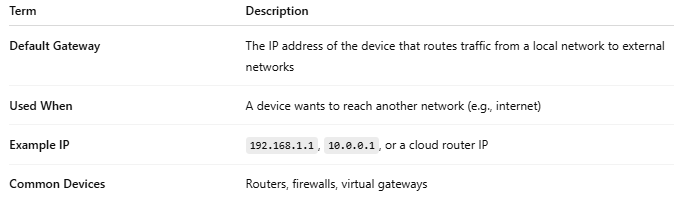 Term Description
Default Gateway The IP address of the device that routes traffic from a local network to external
networks
Used When A device wants to reach another network (e.g., internet)
Example IP 192.168.1.1, 10.0.0.1, or a cloud router IP
Common Devices Routers, firewalls, virtual gateways